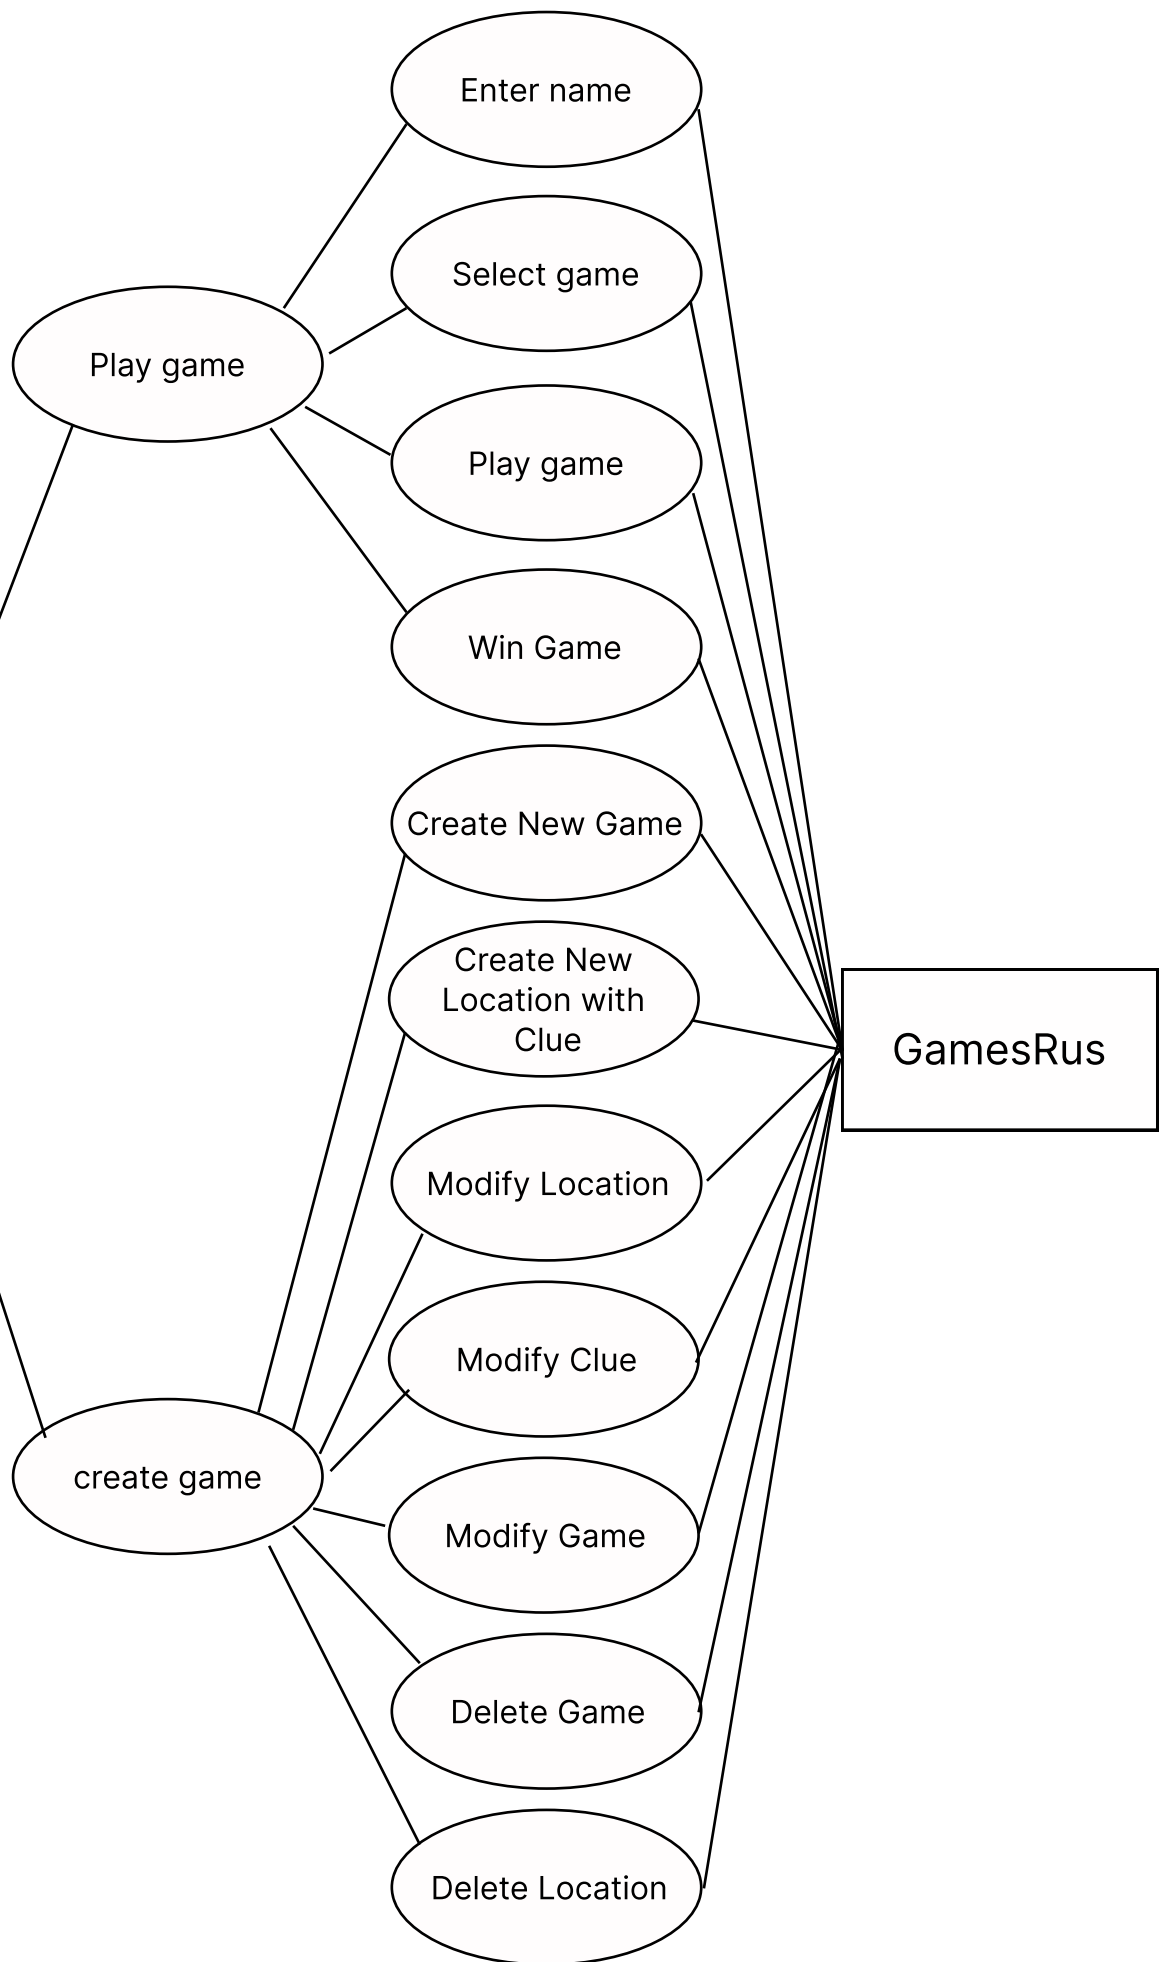 Enter name
Select game
Play game
Play game
Win Game
Create New Game
Create New
Location with
Clue
GamesRus
Modify Location
Modify Clue
create game
Modify Game
Delete Game
Delete Location